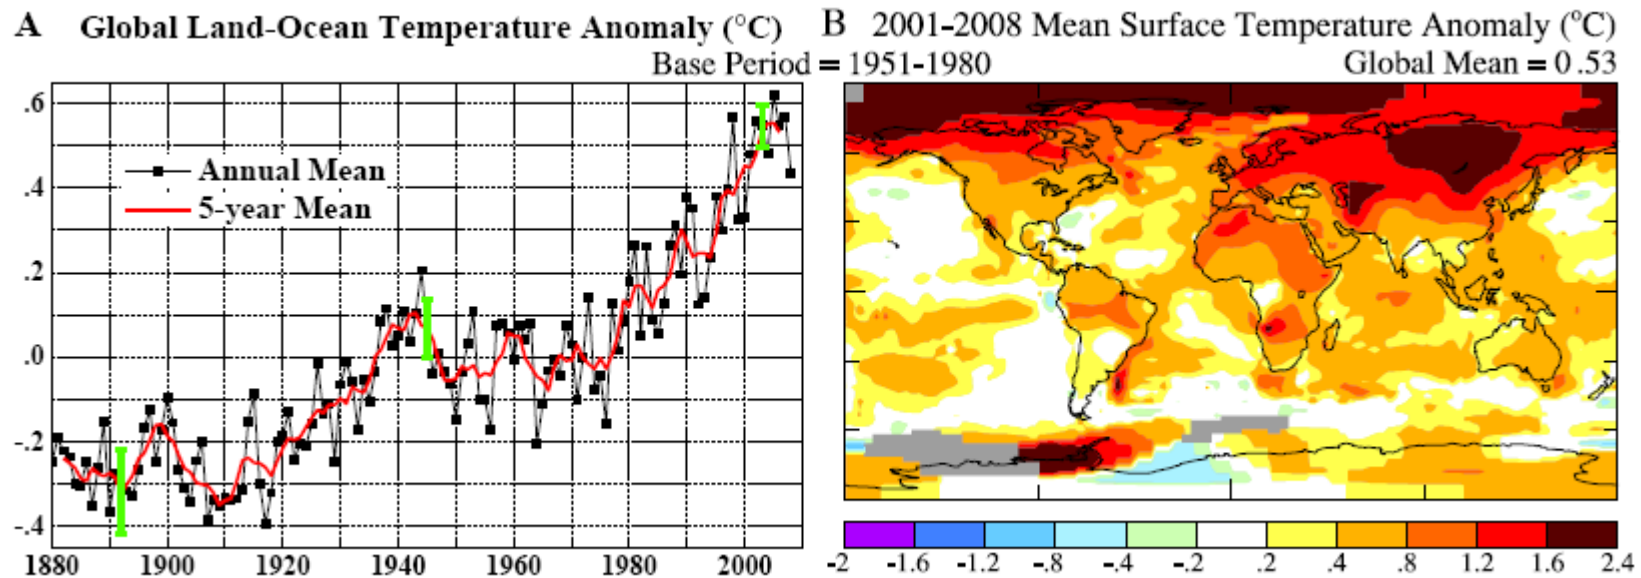 A Global Land-Ocean Temperature Anomaly (°C)
B 2001-2008 Mean Surface Temperature Anomaly (°C)
Base Period = 1951-1980
Global Mean = 0.53
.6
.4
.2
.0
-.2
-.4
Annual Mean
5-year Mean
1880 1900 1920 1940 1960 1980 2000
-2 -1.6 -1.2 -.8 -.4 -.2 .2 .4 .8 1.2 1.6 2.4